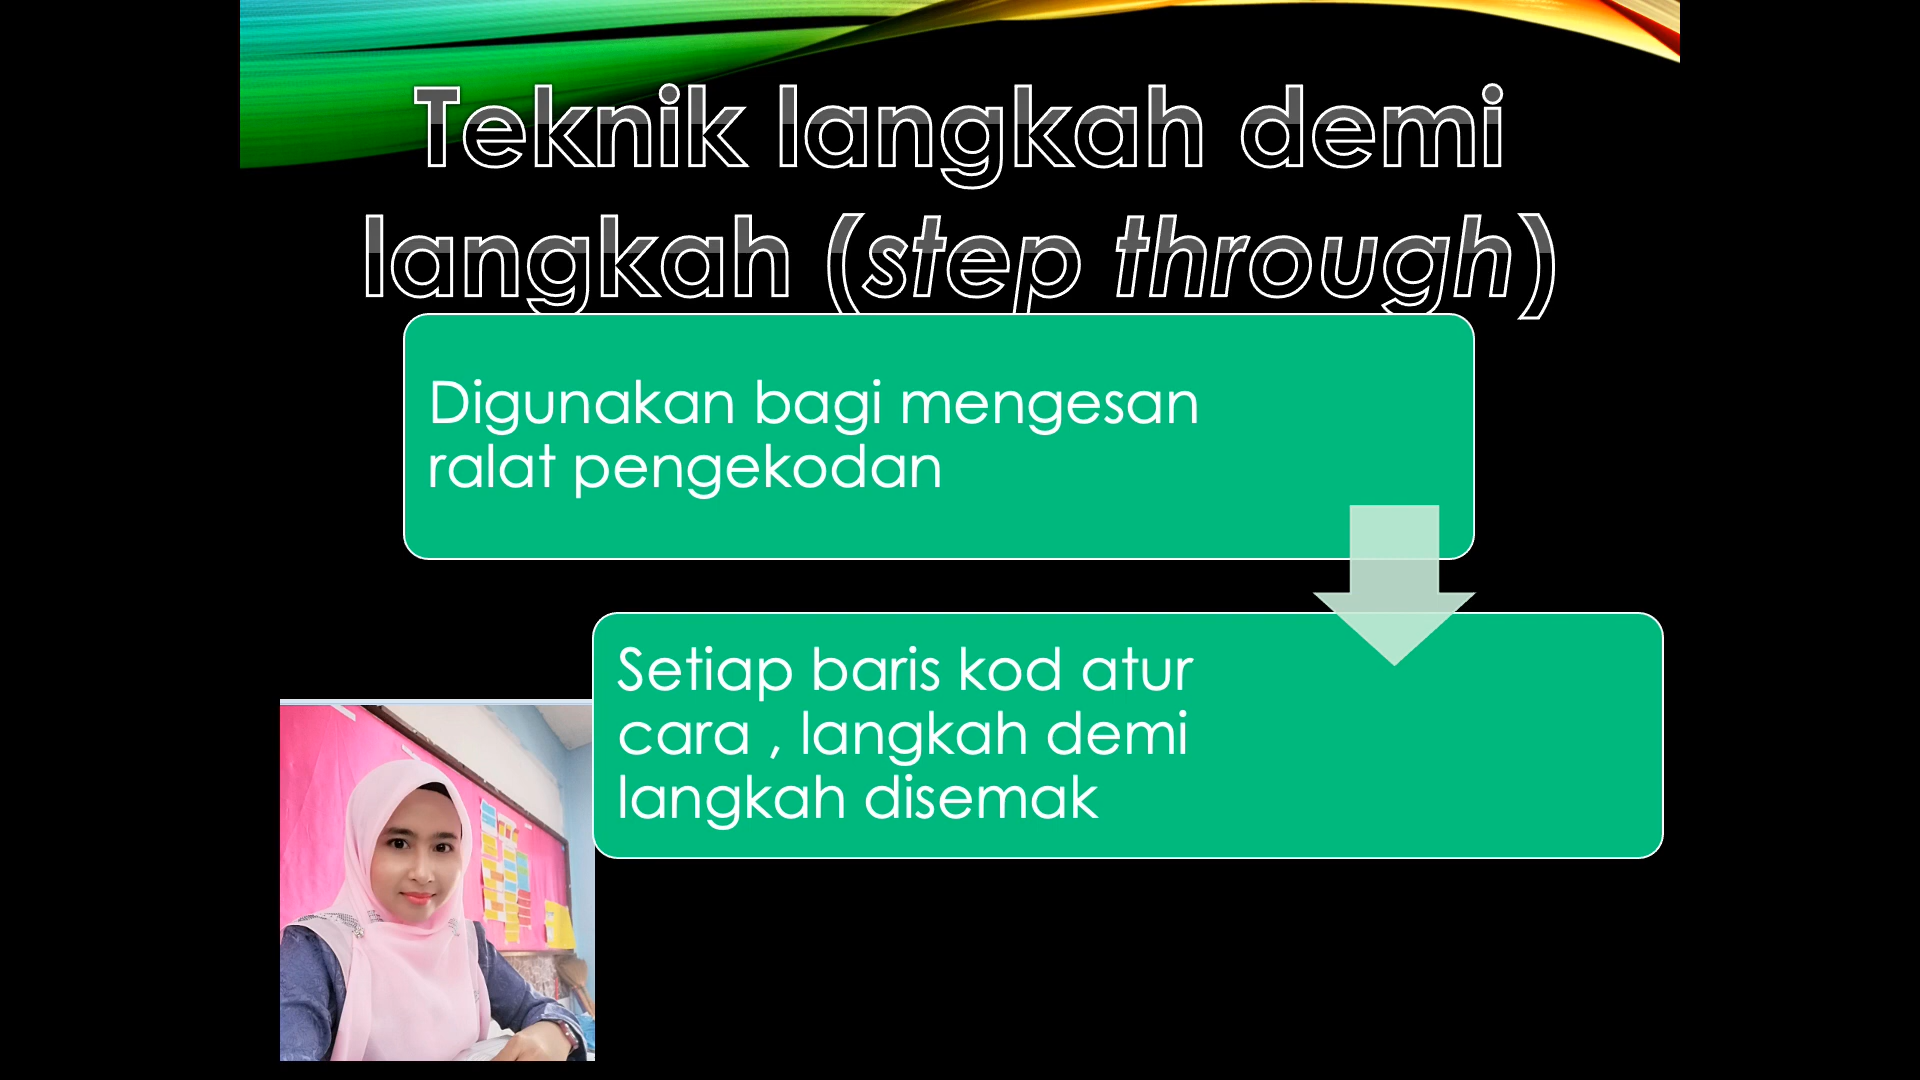 Teknik langkah demi
langkah (step through)
Digunakan bagi mengesan
ralat pengekodan
Setiap baris kod atur
cara , langkah demi
langkah disemak